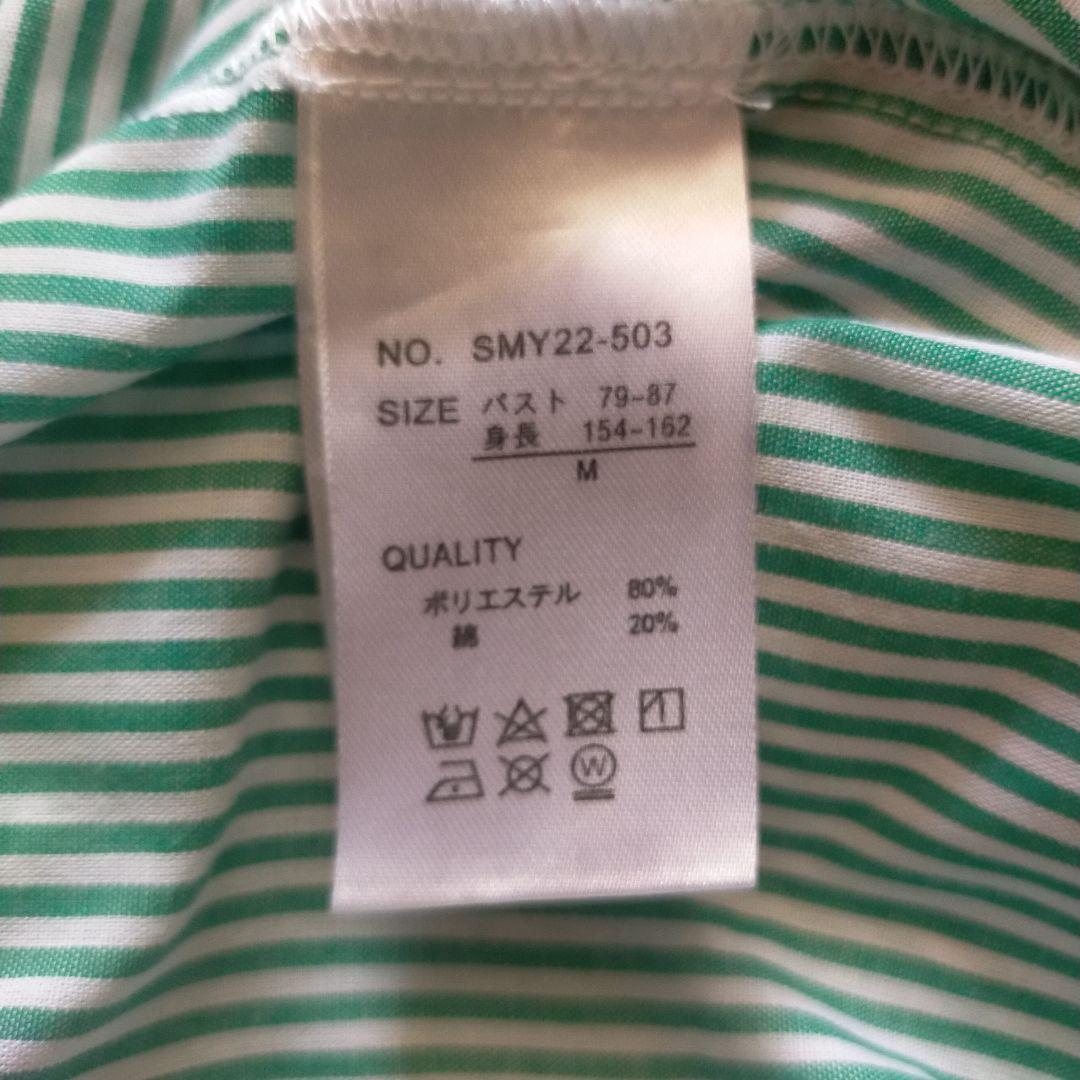 NO. SMY22-503
SIZE バスト 79~87
身長 154~162
M
QUALITY
ポリエステル 80%
綿 20%
W